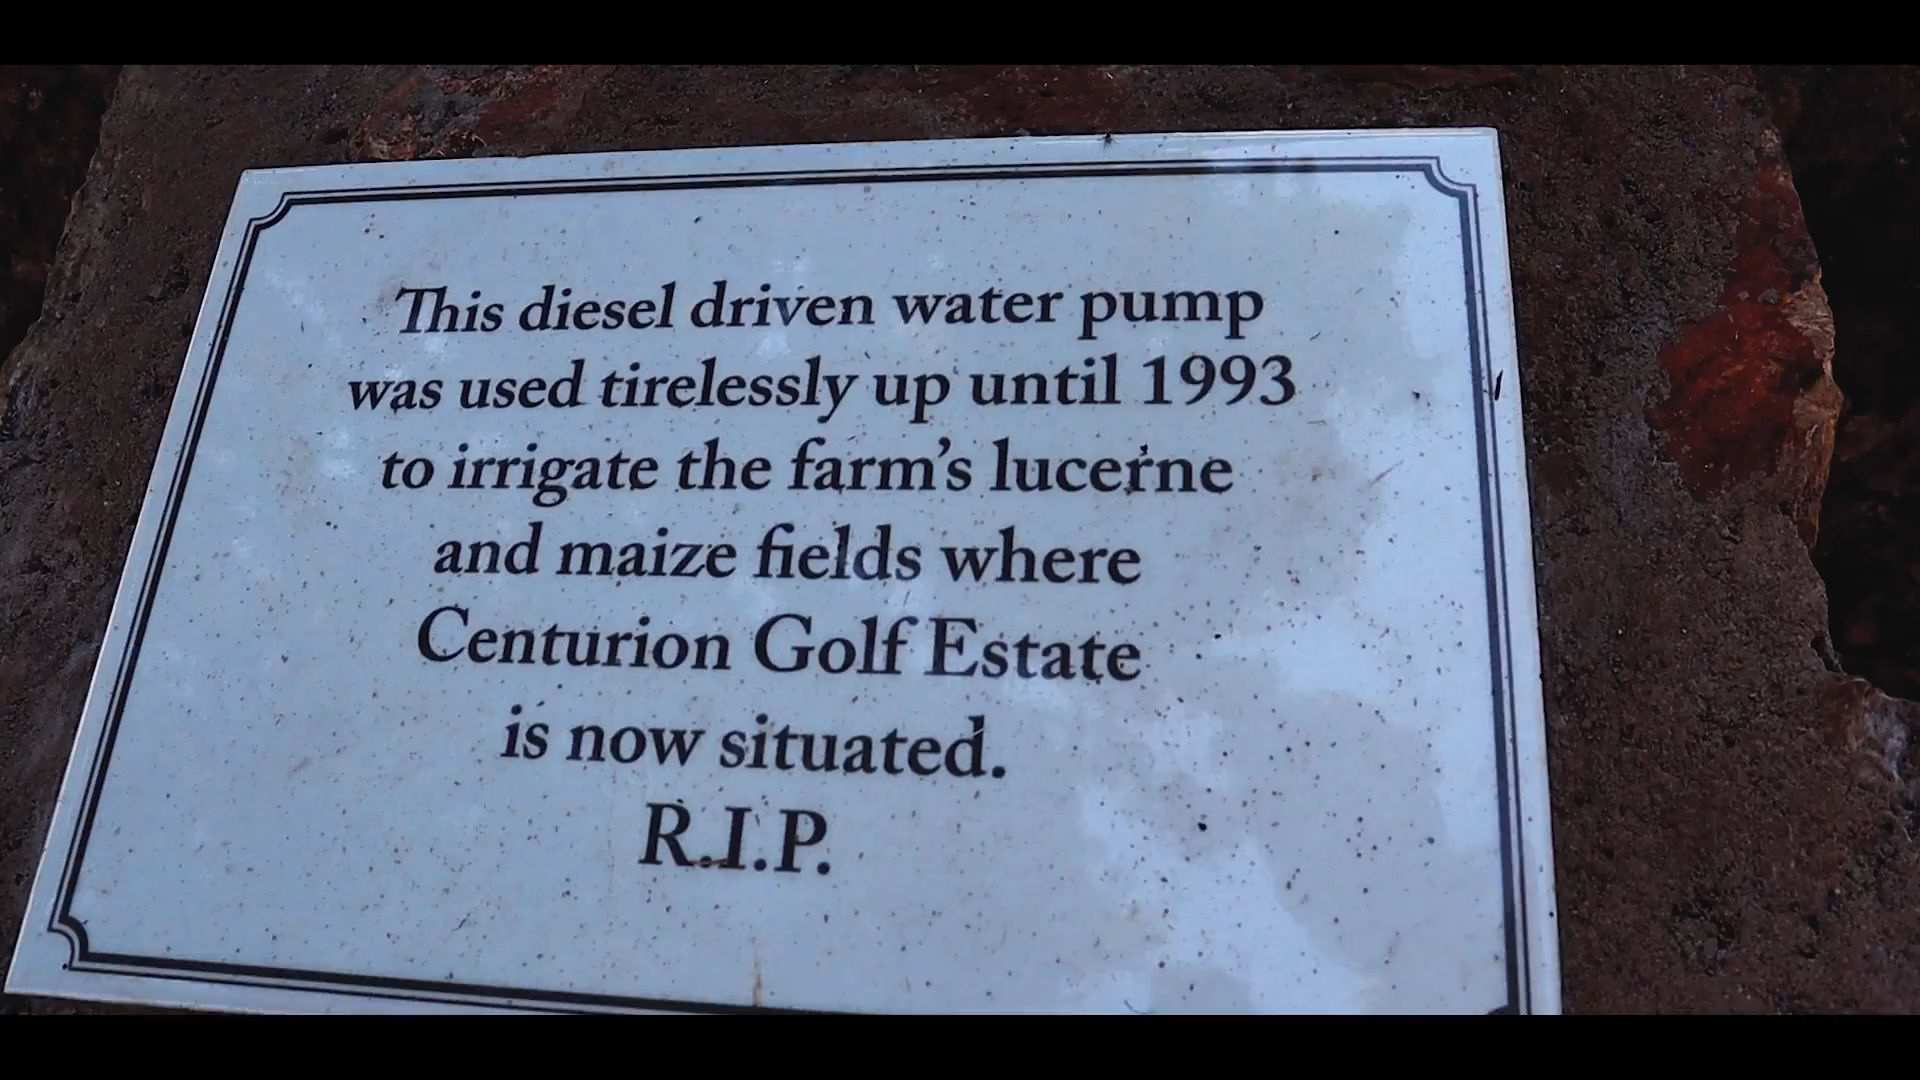 This diesel driven water pump
was used tirelessly up until 1993
to irrigate the farm's lucerne
and maize fields where
Centurion Golf Estate
is now situated.
R.I.P.